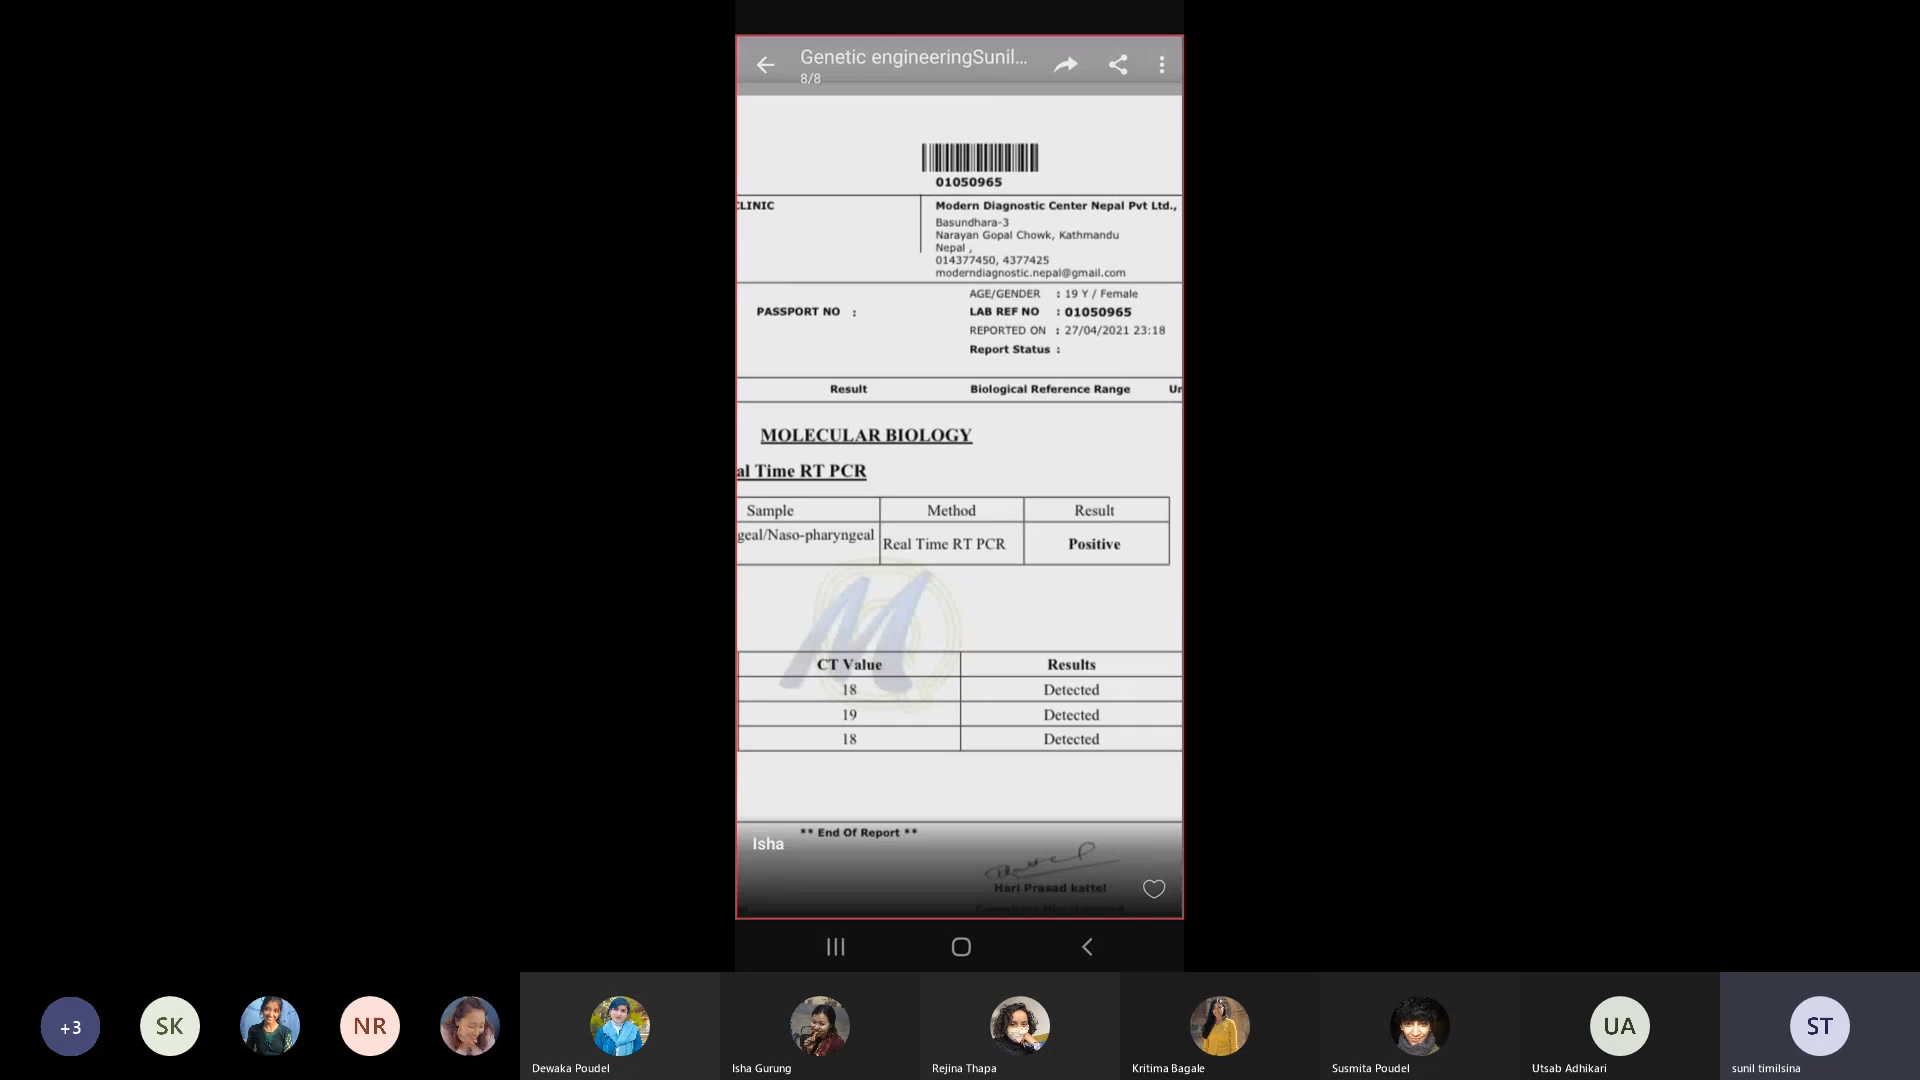 Genetic engineeringSunil...
8/8
01050965
CLINIC
Modern Diagnostic Center Nepal Pvt Ltd.,
Basundhara-3
Narayan Gopal Chowk, Kathmandu
Nepal ,
014377450, 4377425
moderndiagnostic.nepal@gmail.com
AGE/GENDER : 19 Y / Female
PASSPORT NO :
LAB REF NO : 01050965
REPORTED ON : 27/04/2021 23:18
Report Status :
Result Biological Reference Range Un
MOLECULAR BIOLOGY
al Time RT PCR
Sample Method Result
geal/Naso-pharyngeal Real Time RT PCR Positive
M
CT Value Results
18 Detected
19 Detected
18 Detected
** End Of Report **
Isha
Hari Prasad kattel
+3 SK NR UA ST
Dewaka Poudel Isha Gurung Rejina Thapa Kritima Bagale Susmita Poudel Utsab Adhikari sunil timilsina